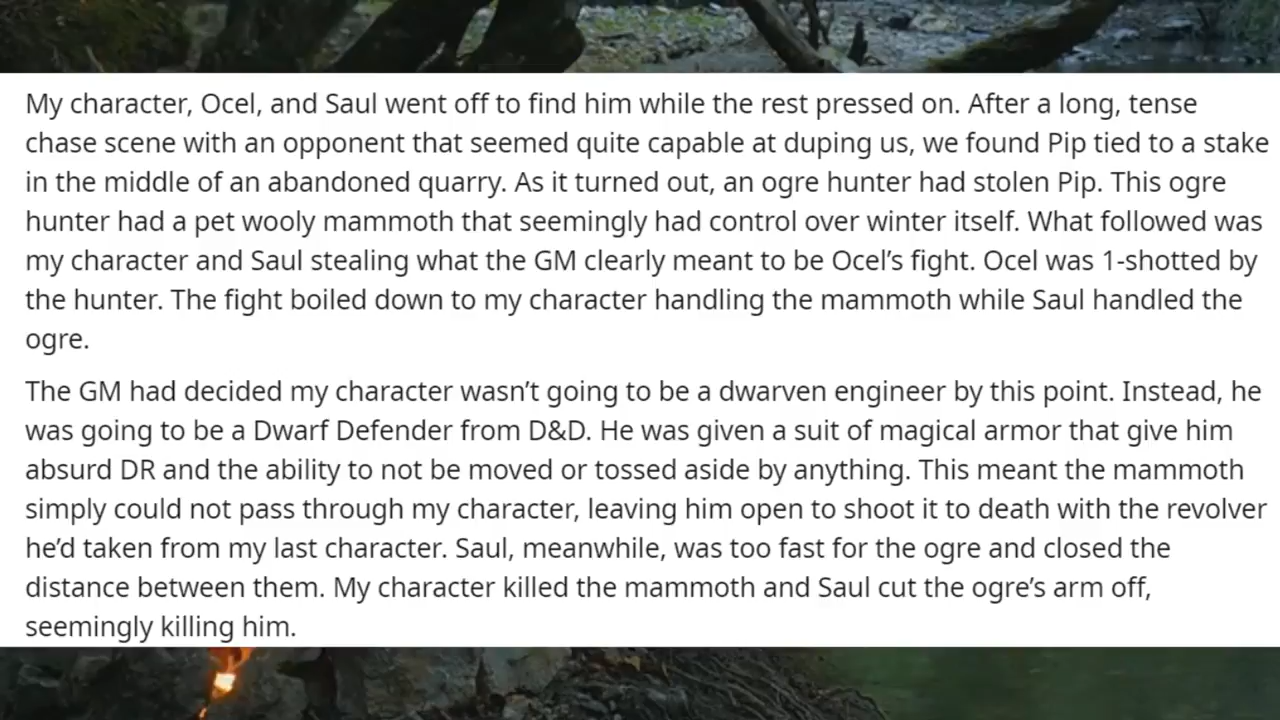 My character, Ocel, and Saul went off to find him while the rest pressed on. After a long, tense
chase scene with an opponent that seemed quite capable at duping us, we found Pip tied to a stake
in the middle of an abandoned quarry. As it turned out, an ogre hunter had stolen Pip. This ogre
hunter had a pet wooly mammoth that seemingly had control over winter itself. What followed was
my character and Saul stealing what the GM clearly meant to be Ocel’s fight. Ocel was 1-shotted by
the hunter. The fight boiled down to my character handling the mammoth while Saul handled the
ogre.
The GM had decided my character wasn’t going to be a dwarven engineer by this point. Instead, he
was going to be a Dwarf Defender from D&D. He was given a suit of magical armor that give him
absurd DR and the ability to not be moved or tossed aside by anything. This meant the mammoth
simply could not pass through my character, leaving him open to shoot it to death with the revolver
he’d taken from my last character. Saul, meanwhile, was too fast for the ogre and closed the
distance between them. My character killed the mammoth and Saul cut the ogre’s arm off,
seemingly killing him.